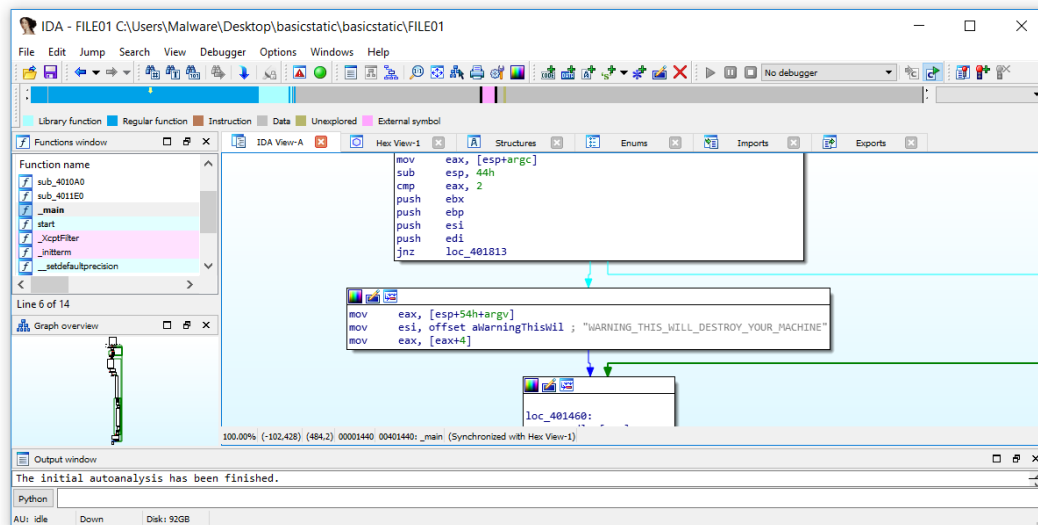 IDA - FILE01 C:\Users\Malware\Desktop\basicstatic\basicstatic\FILE01
File Edit Jump Search View Debugger Options Windows Help
No debugger
Library function Regular function Instruction Data Unexplored External symbol
Functions window
IDA View-A Hex View-1 Structures Enums Imports Exports
Function name
sub_4010A0
sub_4011E0
_main
start
_XcptFilter
_initterm
__setdefaultprecision
Line 6 of 14
Graph overview
mov eax, [esp+argc]
sub esp, 44h
cmp eax, 2
push ebx
push ebp
push esi
push edi
jnz loc_401813
mov eax, [esp+54h+argv]
mov esi, offset aWarningThisWil ; "WARNING_THIS_WILL_DESTROY_YOUR_MACHINE"
mov eax, [eax+4]
loc_401460:
100.00% (-102,428) (484,2) 00001440 00401440: _main (Synchronized with Hex View-1)
Output window
The initial autoanalysis has been finished.
Python
AU: idle Down Disk: 92GB